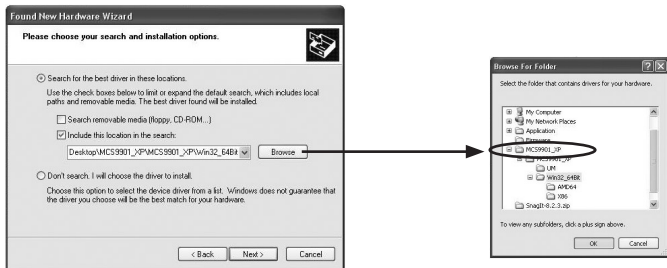 Found New Hardware Wizard
Please choose your search and installation options.
Search for the best driver in these locations.
Use the check boxes below to limit or expand the default search, which includes local
paths and removable media. The best driver found will be installed.
Search removable media (floppy, CD-ROM...)
Include this location in the search:
Desktop\MCS9901_XP\MCS9901_XP\Win32_64Bit
Browse
Don't search. I will choose the driver to install.
Choose this option to select the device driver from a list. Windows does not guarantee that
the driver you choose will be the best match for your hardware.
< Back
Next >
Cancel
Browse For Folder
Select the folder that contains drivers for your hardware.
My Computer
My Network Places
Application
Firmware
MCS9901_XP
MCS9901_XP
UM
Win32_64Bit
AMD64
X86
SnagIt-8.2.3.zip
To view any subfolders, click a plus sign above.
OK
Cancel